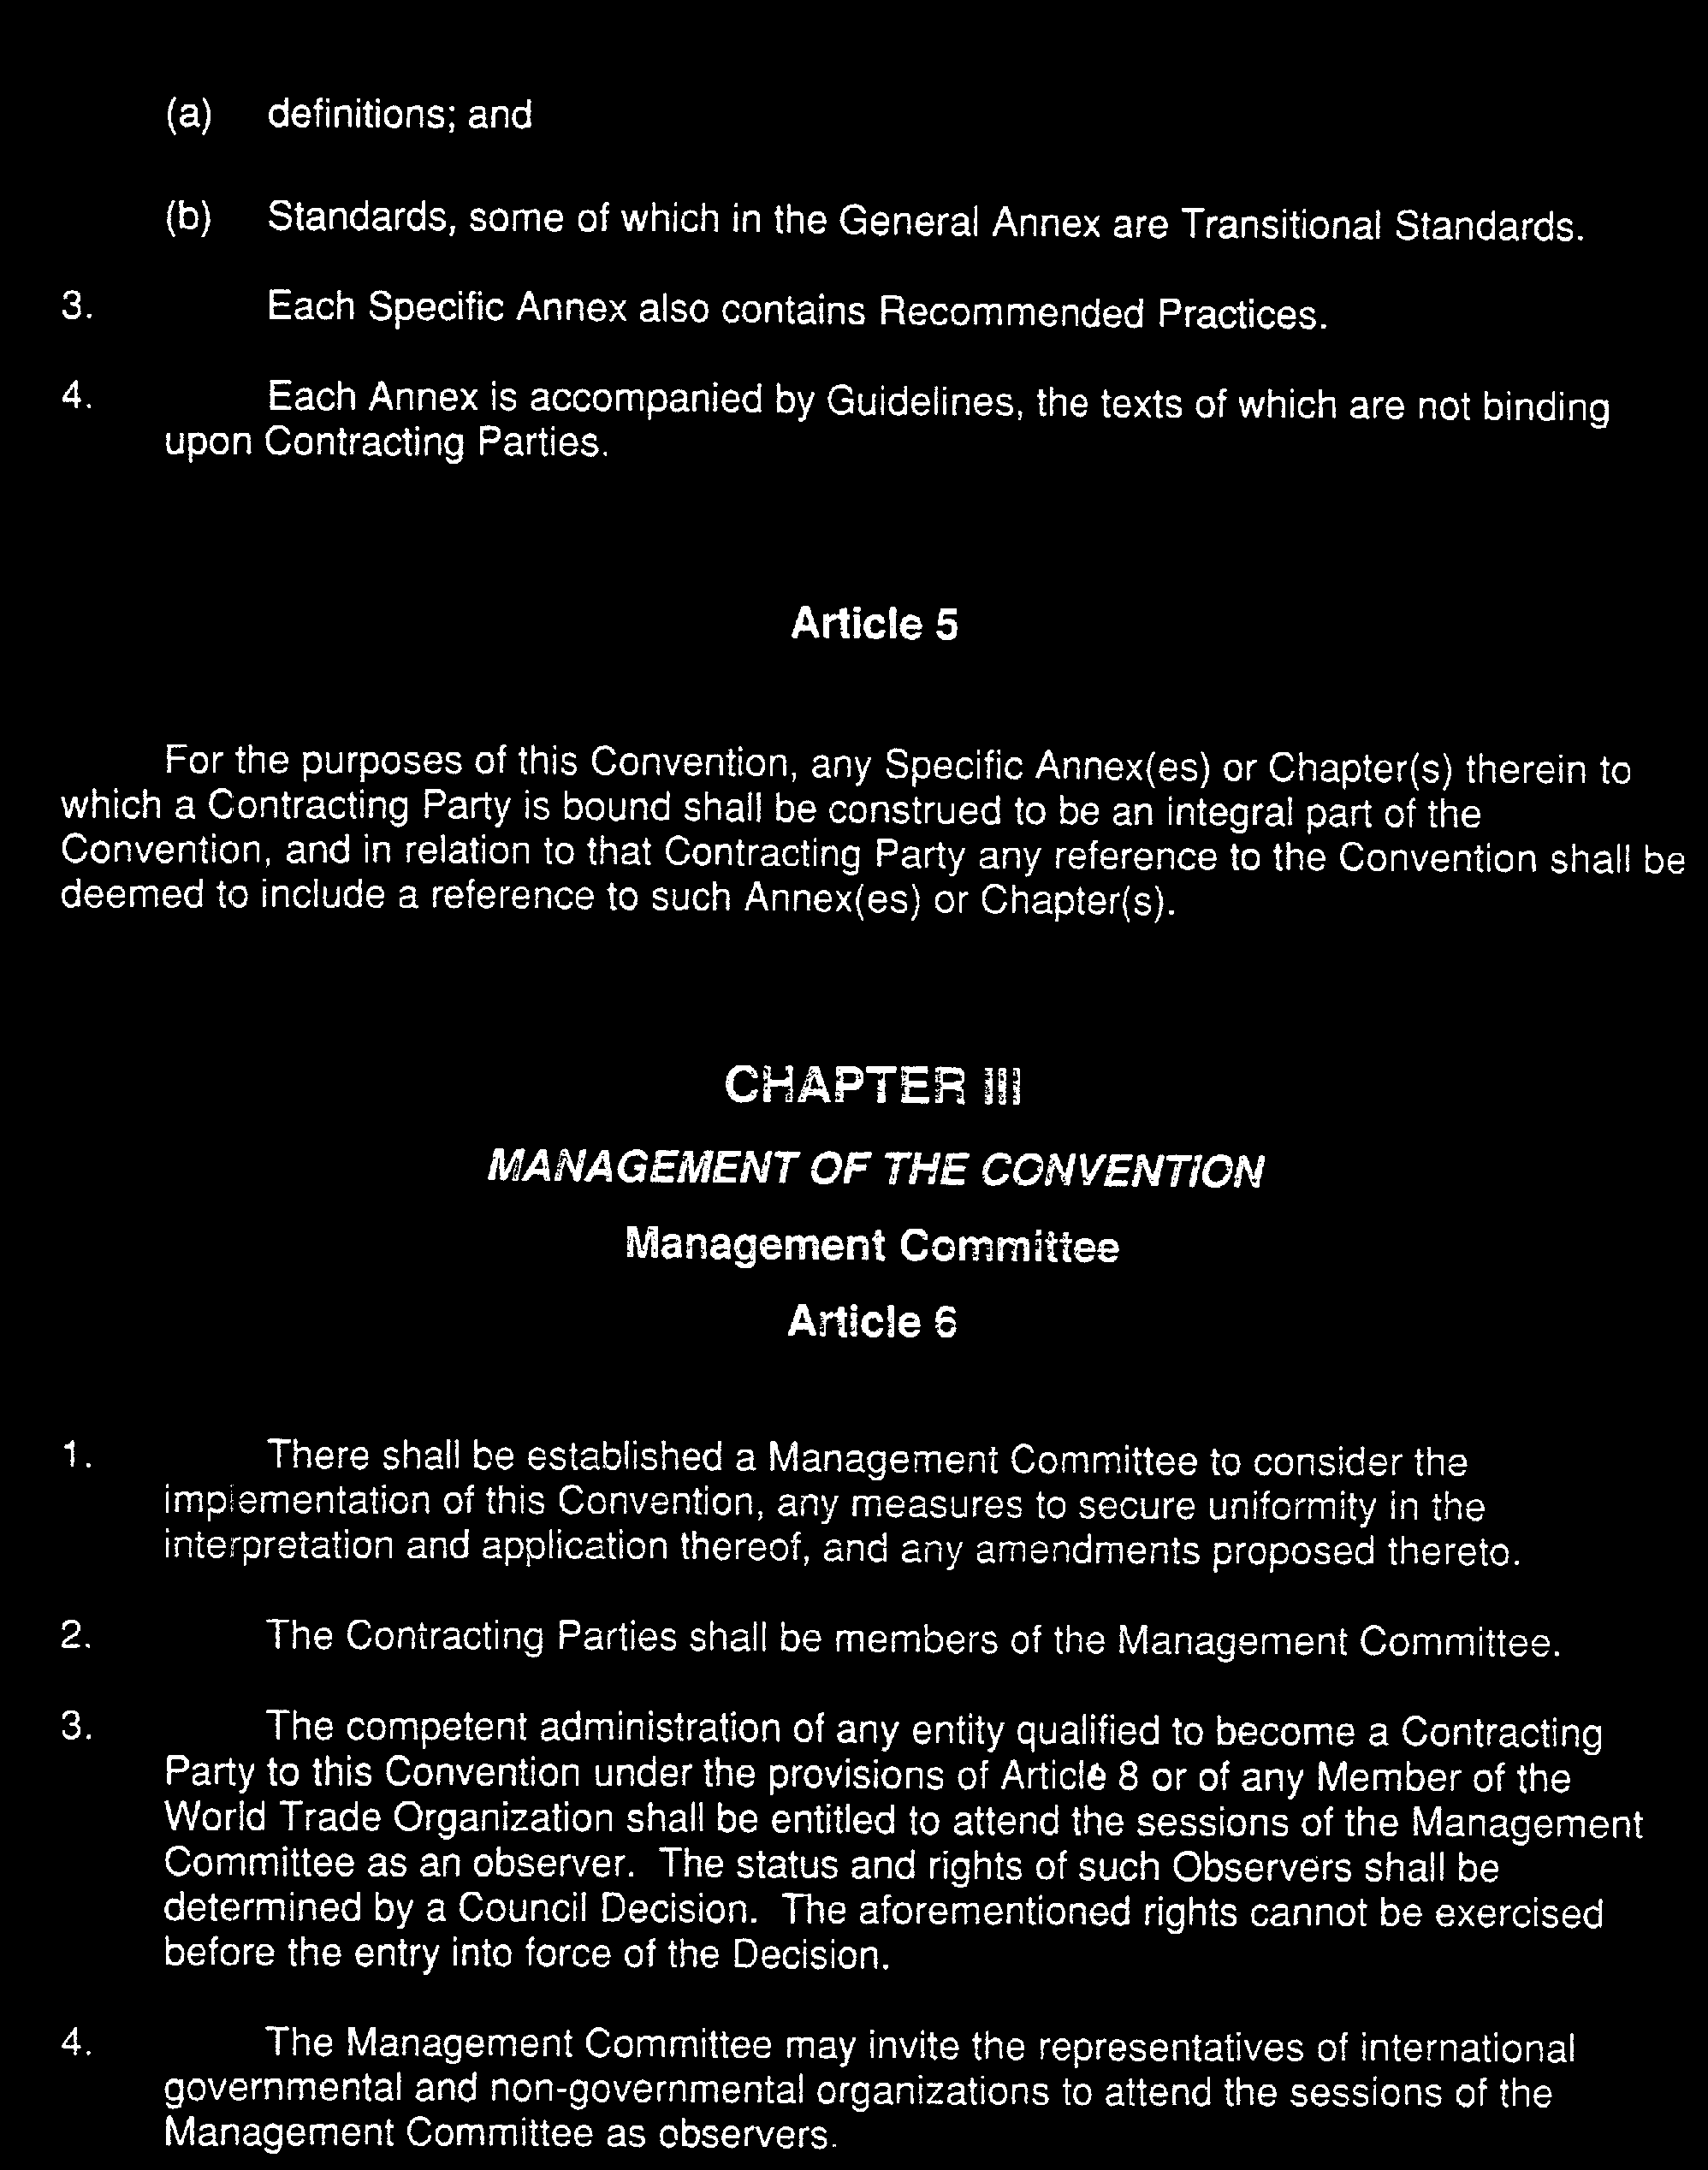 (a) definitions; and
(b) Standards, some of which in the General Annex are Transitional Standards.
3. Each Specific Annex also contains Recommended Practices.
4. Each Annex is accompanied by Guidelines, the texts of which are not binding
upon Contracting Parties.
Article 5
For the purposes of this Convention, any Specific Annex(es) or Chapter(s) therein to
which a Contracting Party is bound shall be construed to be an integral part of the
Convention, and in relation to that Contracting Party any reference to the Convention shall be
deemed to include a reference to such Annex(es) or Chapter(s).
CHAPTER III
MANAGEMENT OF THE CONVENTION
Management Committee
Article 6
1. There shall be established a Management Committee to consider the
implementation of this Convention, any measures to secure uniformity in the
interpretation and application thereof, and any amendments proposed thereto.
2. The Contracting Parties shall be members of the Management Committee.
3. The competent administration of any entity qualified to become a Contracting
Party to this Convention under the provisions of Article 8 or of any Member of the
World Trade Organization shall be entitled to attend the sessions of the Management
Committee as an observer. The status and rights of such Observers shall be
determined by a Council Decision. The aforementioned rights cannot be exercised
before the entry into force of the Decision.
4. The Management Committee may invite the representatives of international
governmental and non-governmental organizations to attend the sessions of the
Management Committee as observers.